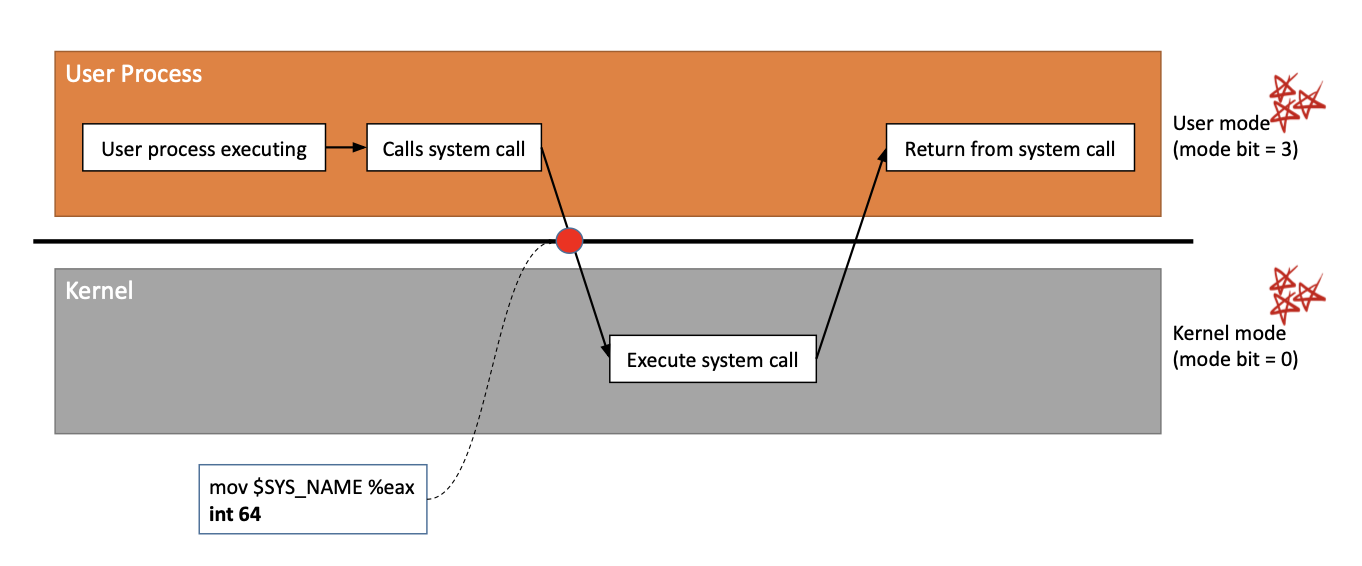 User Process
User process executing
Calls system call
Return from system call
User mode
(mode bit = 3)
Kernel
Execute system call
Kernel mode
(mode bit = 0)
mov $SYS_NAME %eax
int 64